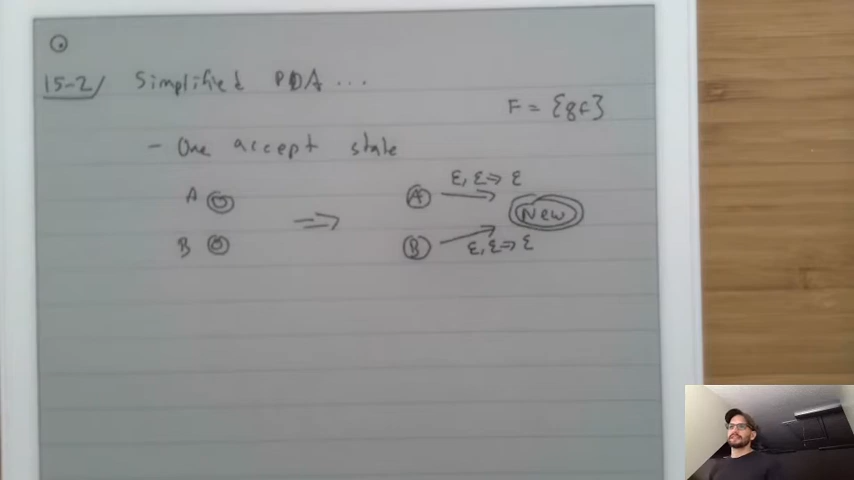 15-2/ Simplified PDA ...
F = {qf}
- One accept state
A ⇒ A ε, ε → ε New
B B ε, ε → ε